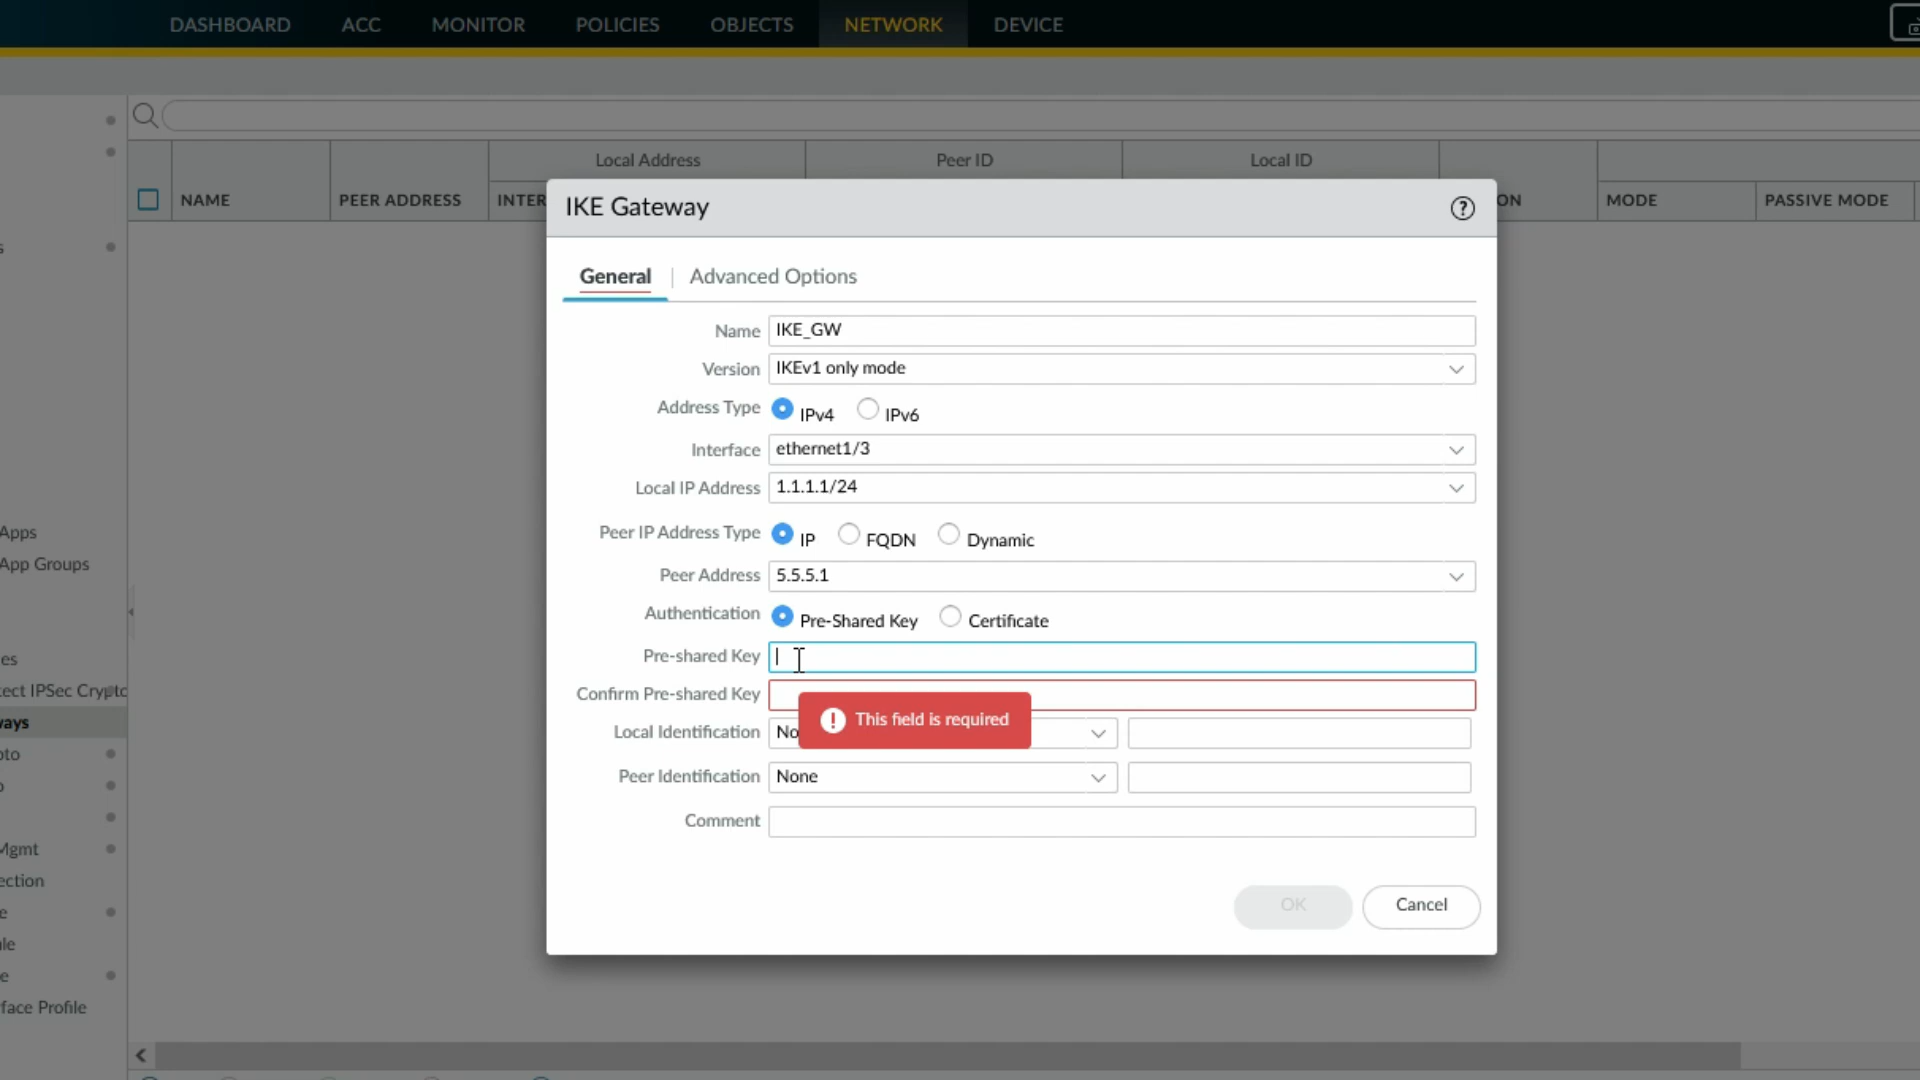 DASHBOARD ACC MONITOR POLICIES OBJECTS NETWORK DEVICE
Local Address Peer ID Local ID
NAME PEER ADDRESS INTER ON MODE PASSIVE MODE
IKE Gateway
General Advanced Options
Name IKE_GW
Version IKEv1 only mode
Address Type IPv4 IPv6
Interface ethernet1/3
Local IP Address 1.1.1.1/24
Peer IP Address Type IP FQDN Dynamic
Peer Address 5.5.5.1
Authentication Pre-Shared Key Certificate
Pre-shared Key
Confirm Pre-shared Key
This field is required
Local Identification No
Peer Identification None
Comment
OK Cancel
s
Apps
App Groups
es
tect IPSec Crypto
ways
pto
o
Mgmt
ection
e
le
e
face Profile